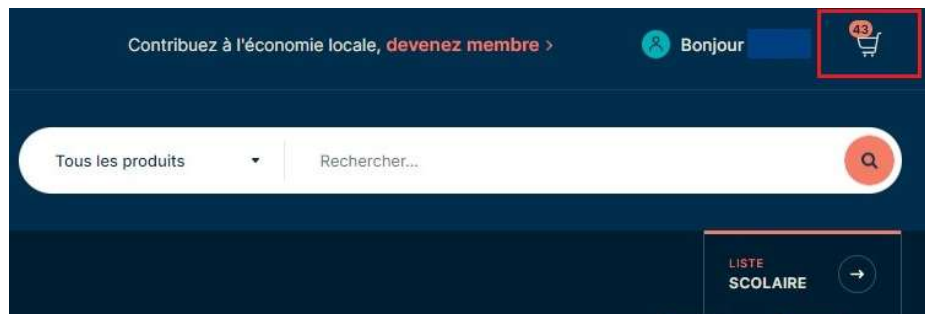 Contribuez à l'économie locale, devenez membre >
Bonjour
43
Tous les produits
Rechercher...
LISTE
SCOLAIRE